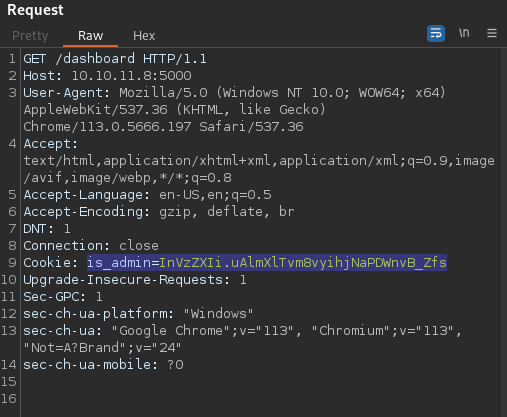 Request
Pretty Raw Hex \n
1 GET /dashboard HTTP/1.1
2 Host: 10.10.11.8:5000
3 User-Agent: Mozilla/5.0 (Windows NT 10.0; WOW64; x64)
AppleWebKit/537.36 (KHTML, like Gecko)
Chrome/113.0.5666.197 Safari/537.36
4 Accept:
text/html,application/xhtml+xml,application/xml;q=0.9,image
/avif,image/webp,*/*;q=0.8
5 Accept-Language: en-US,en;q=0.5
6 Accept-Encoding: gzip, deflate, br
7 DNT: 1
8 Connection: close
9 Cookie: is_admin=InVzZXIi.uAlmXlTvm8vyihjNaPDWnvB_Zfs
10 Upgrade-Insecure-Requests: 1
11 Sec-GPC: 1
12 sec-ch-ua-platform: "Windows"
13 sec-ch-ua: "Google Chrome";v="113", "Chromium";v="113",
"Not=A?Brand";v="24"
14 sec-ch-ua-mobile: ?0
15
16